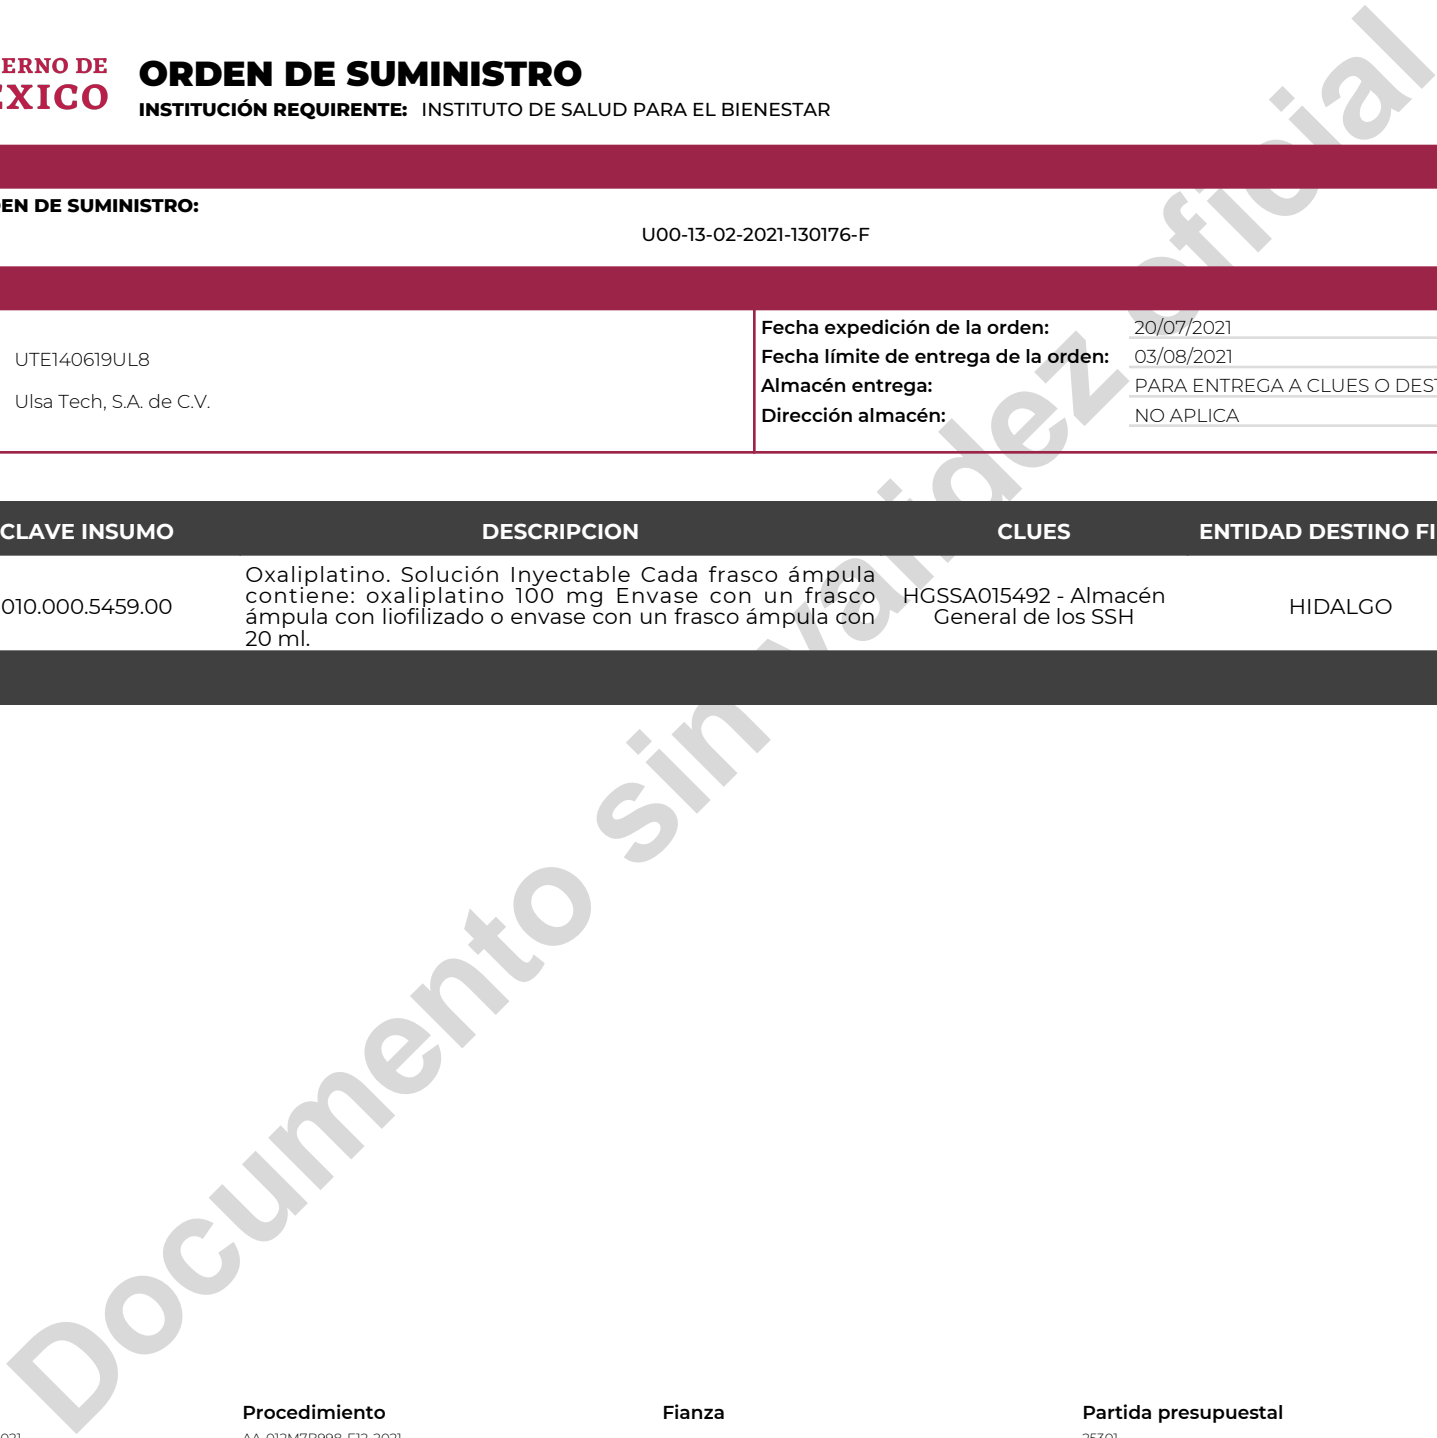 ERNO DE
ORDEN DE SUMINISTRO
INSTITUCIÓN REQUIRENTE: INSTITUTO DE SALUD PARA EL BIENESTAR
EXICO
EN DE SUMINISTRO:
U00-13-02-2021-130176-F
UTE140619UL8
Ulsa Tech, S.A. de C.V.
Fecha expedición de la orden: 20/07/2021
Fecha límite de entrega de la orden: 03/08/2021
Almacén entrega: PARA ENTREGA A CLUES O DES
Dirección almacén: NO APLICA
CLAVE INSUMO DESCRIPCION CLUES ENTIDAD DESTINO FI
010.000.5459.00
Oxaliplatino. Solución Inyectable Cada frasco ámpula
contiene: oxaliplatino 100 mg Envase con un frasco
ámpula con liofilizado o envase con un frasco ámpula con
20 ml.
HGSSA015492 - Almacén
General de los SSH
HIDALGO
Documento sin validez oficial
Procedimiento Fianza Partida presupuestal
25301